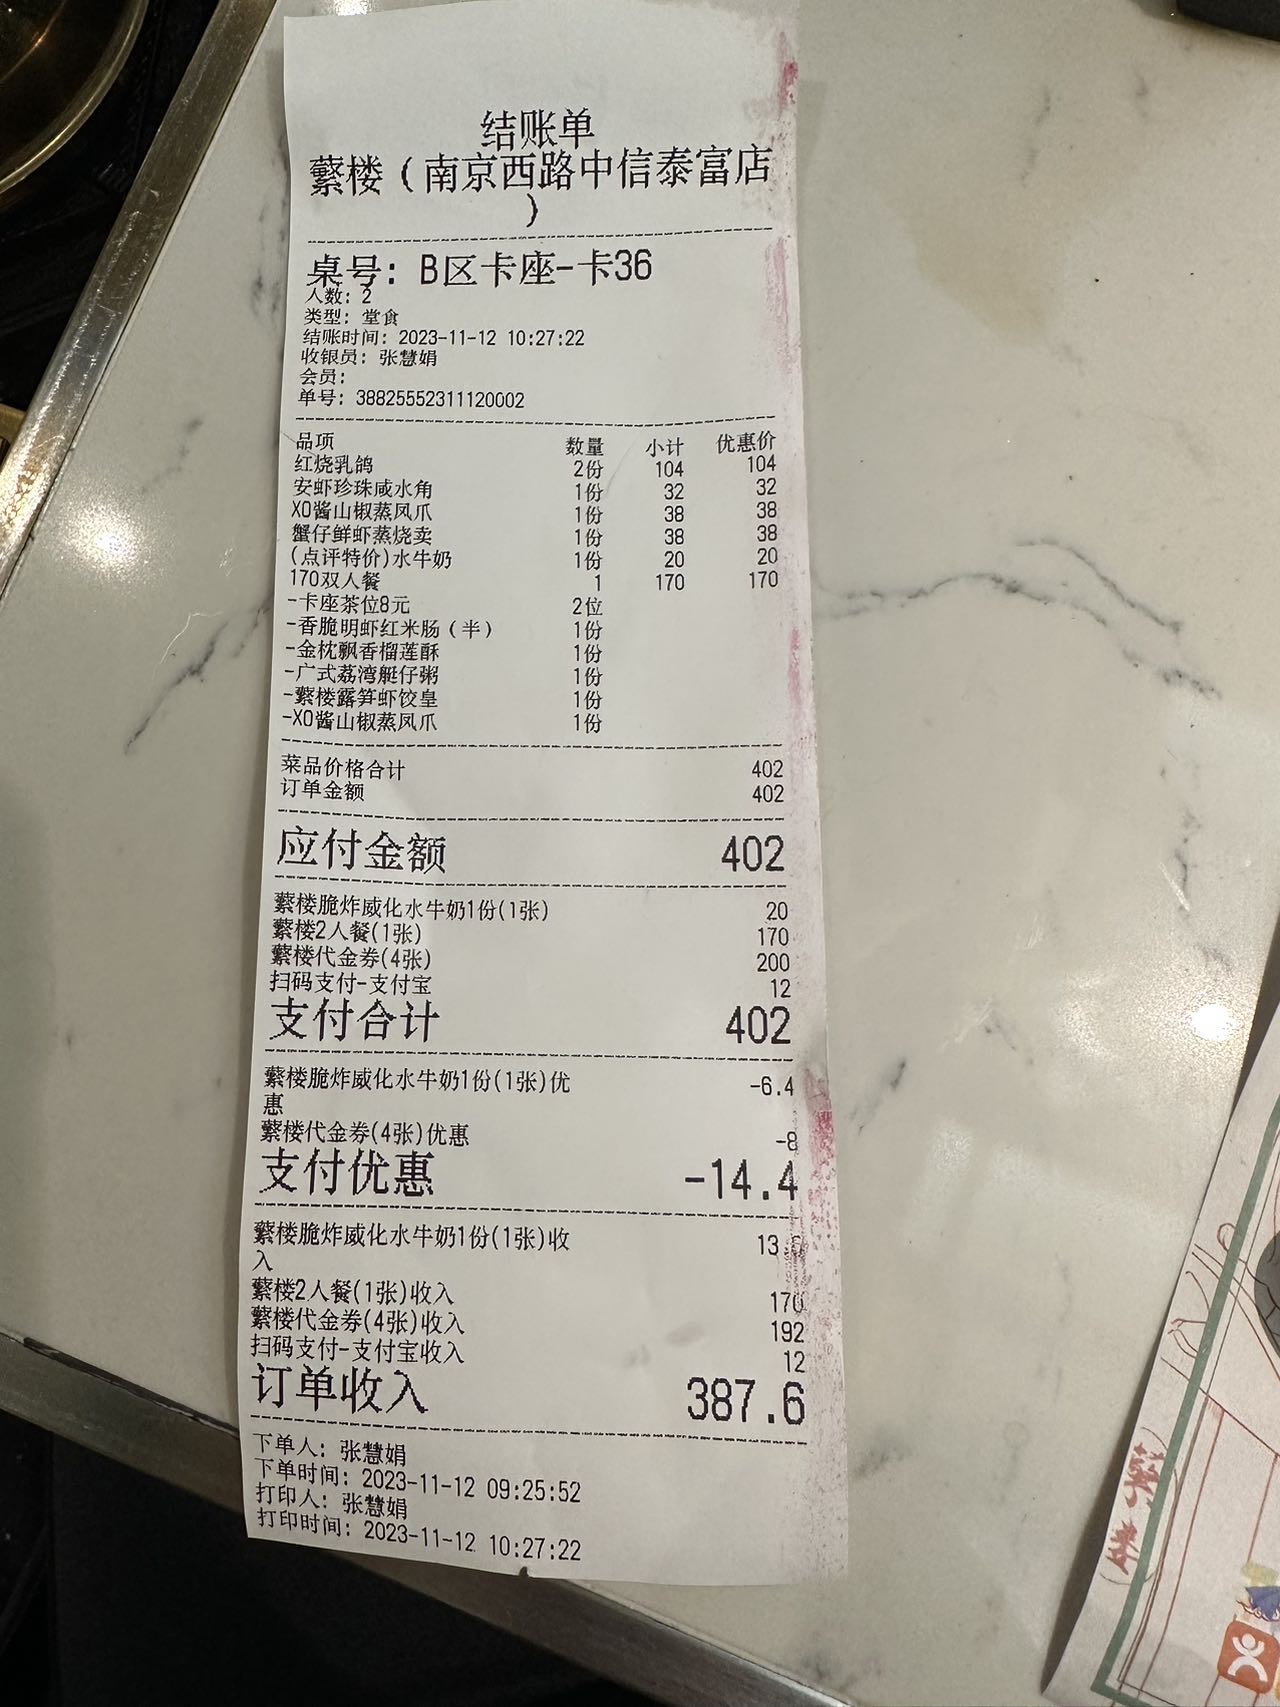 结账单
蘩楼（南京西路中信泰富店
）
桌号: B区卡座-卡36
人数: 2
类型: 堂食
结账时间: 2023-11-12 10:27:22
收银员: 张慧娟
会员:
单号: 38825552311120002
品项 数量 小计 优惠价
红烧乳鸽 2份 104 104
安虾珍珠咸水角 1份 32 32
XO酱山椒蒸凤爪 1份 38 38
蟹仔鲜虾蒸烧卖 1份 38 38
(点评特价)水牛奶 1份 20 20
170双人餐 1 170 170
-卡座茶位8元 2位
-香脆明虾红米肠（半） 1份
-金枕飘香榴莲酥 1份
-广式荔湾艇仔粥 1份
-蘩楼露笋虾饺皇 1份
-XO酱山椒蒸凤爪 1份
菜品价格合计 402
订单金额 402
应付金额 402
蘩楼脆炸威化水牛奶1份(1张) 20
蘩楼2人餐(1张) 170
蘩楼代金券(4张) 200
扫码支付-支付宝 12
支付合计 402
蘩楼脆炸威化水牛奶1份(1张)优 -6.4
惠
蘩楼代金券(4张)优惠 -8
支付优惠 -14.4
蘩楼脆炸威化水牛奶1份(1张)收 13.6
入
蘩楼2人餐(1张)收入 170
蘩楼代金券(4张)收入 192
扫码支付-支付宝收入 12
订单收入 387.6
下单人: 张慧娟
下单时间: 2023-11-12 09:25:52
打印人: 张慧娟
打印时间: 2023-11-12 10:27:22